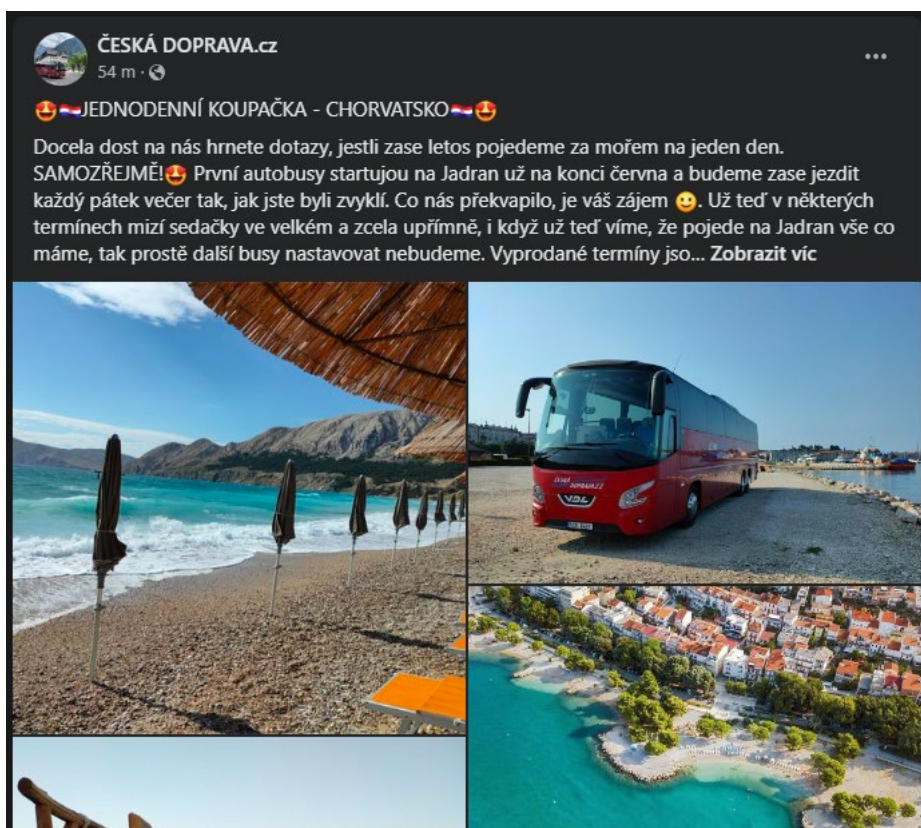 ČESKÁ DOPRAVA.cz
54 m ·
🤩🇭🇷JEDNODENNÍ KOUPAČKA - CHORVATSKO🇭🇷🤩
Docela dost na nás hrnete dotazy, jestli zase letos pojedeme za mořem na jeden den.
SAMOZŘEJMĚ!🤩 První autobusy startujou na Jadran už na konci června a budeme zase jezdit
každý pátek večer tak, jak jste byli zvyklí. Co nás překvapilo, je váš zájem 🙂. Už teď v některých
termínech mizí sedačky ve velkém a zcela upřímně, i když už teď víme, že pojede na Jadran vše co
máme, tak prostě další busy nastavovat nebudeme. Vyprodané termíny jso... Zobrazit víc
ČESKÁ
DOPRAVA.CZ
VDL